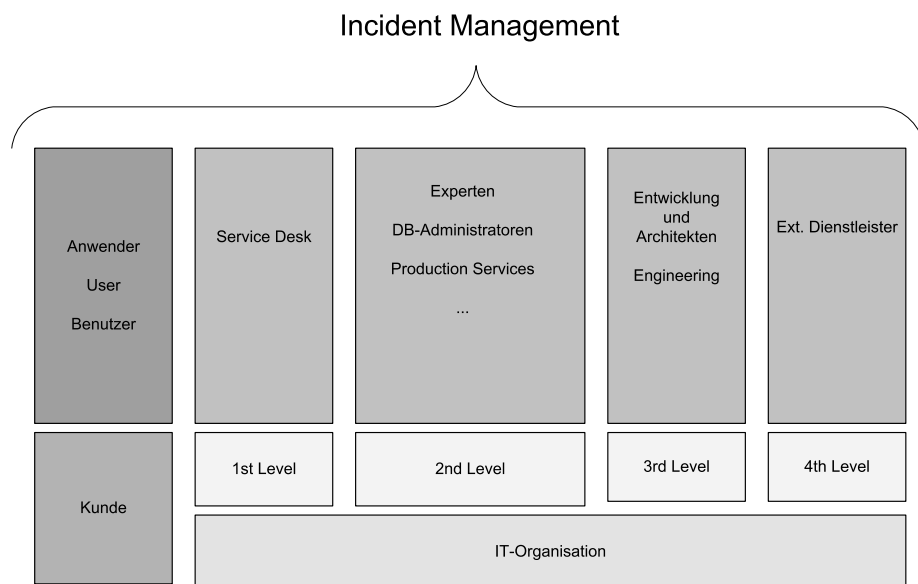 Incident Management
Anwender
User
Benutzer
Service Desk
Experten
DB-Administratoren
Production Services
...
Entwicklung
und
Architekten
Engineering
Ext. Dienstleister
Kunde
1st Level
2nd Level
3rd Level
4th Level
IT-Organisation